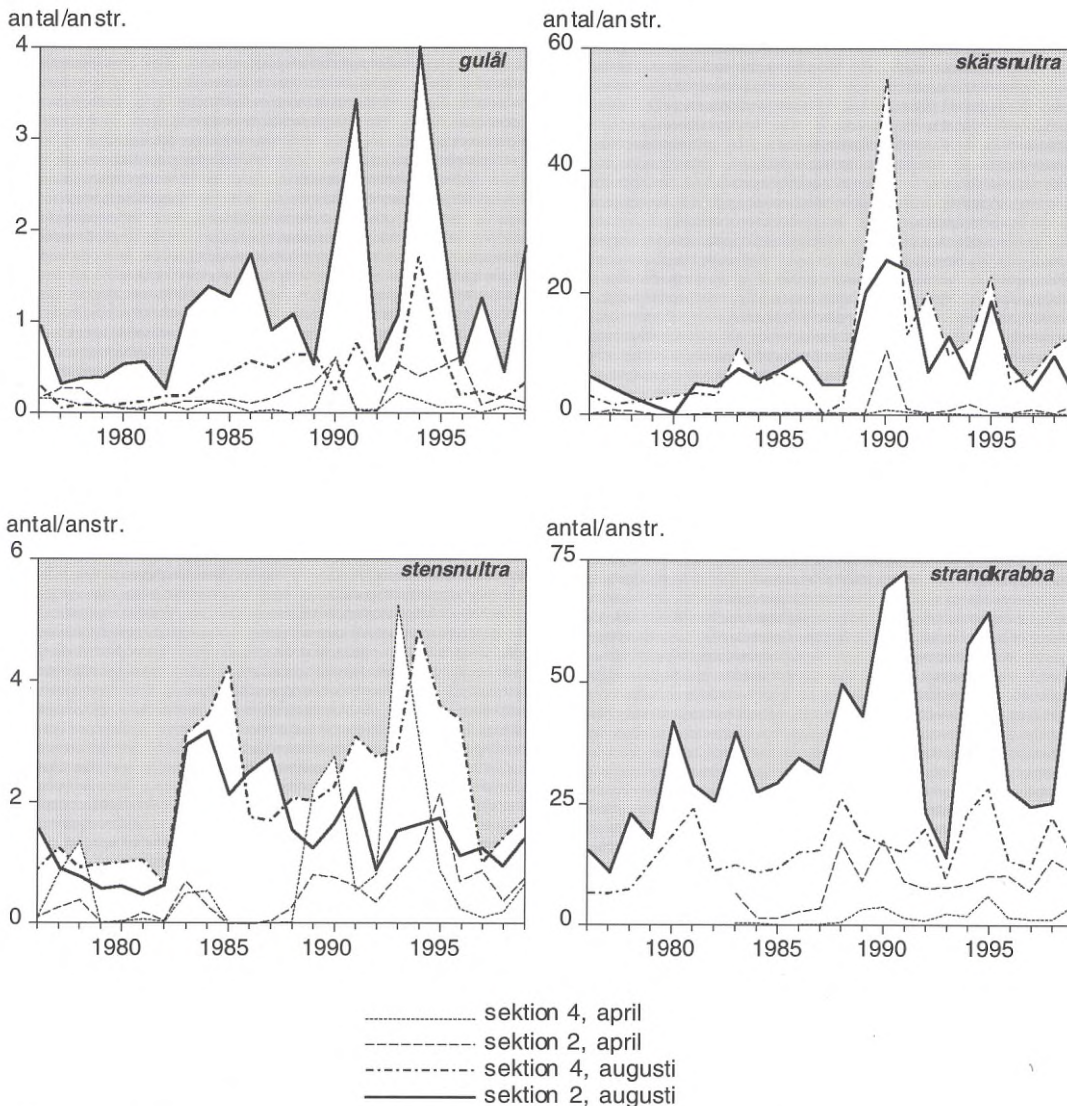 antal/anstr.
4
gulål
3
2
1
0
1980 1985 1990 1995
antal/anstr.
60
skärsnultra
40
20
0
1980 1985 1990 1995
antal/anstr.
6
stensnultra
4
2
0
1980 1985 1990 1995
antal/anstr.
75
strandkrabba
50
25
0
1980 1985 1990 1995
sektion 4, april
sektion 2, april
sektion 4, augusti
sektion 2, augusti